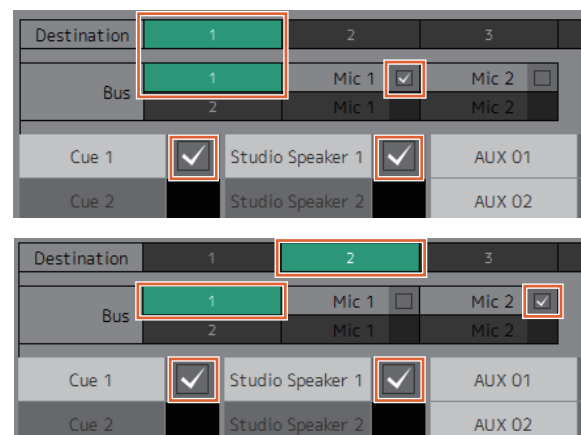 Destination 1 2 3
Bus 1 Mic 1 Mic 2
2 Mic 1 Mic 2
Cue 1 Studio Speaker 1 AUX 01
Cue 2 Studio Speaker 2 AUX 02
Destination 1 2 3
Bus 1 Mic 1 Mic 2
2 Mic 1 Mic 2
Cue 1 Studio Speaker 1 AUX 01
Cue 2 Studio Speaker 2 AUX 02